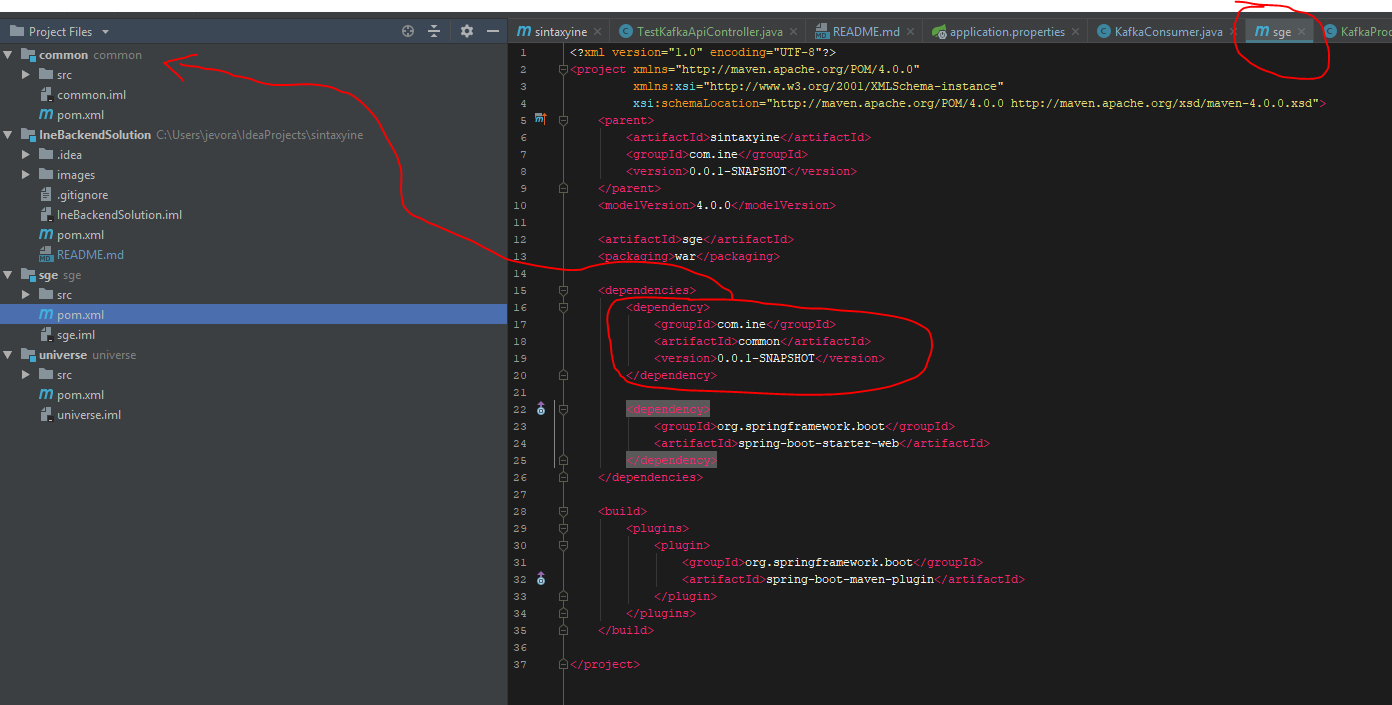 Project Files
common common
src
common.iml
pom.xml
IneBackendSolution C:\Users\jevora\IdeaProjects\sintaxyine
.idea
images
.gitignore
IneBackendSolution.iml
pom.xml
README.md
sge sge
src
pom.xml
sge.iml
universe universe
src
pom.xml
universe.iml
sintaxyine TestKafkaApiController.java README.md application.properties KafkaConsumer.java sge
1 <?xml version="1.0" encoding="UTF-8"?>
2 <project xmlns="http://maven.apache.org/POM/4.0.0"
3 xmlns:xsi="http://www.w3.org/2001/XMLSchema-instance"
4 xsi:schemaLocation="http://maven.apache.org/POM/4.0.0 http://maven.apache.org/xsd/maven-4.0.0.xsd">
5 <parent>
6 <artifactId>sintaxyine</artifactId>
7 <groupId>com.ine</groupId>
8 <version>0.0.1-SNAPSHOT</version>
9 </parent>
10 <modelVersion>4.0.0</modelVersion>
11
12 <artifactId>sge</artifactId>
13 <packaging>war</packaging>
14
15 <dependencies>
16 <dependency>
17 <groupId>com.ine</groupId>
18 <artifactId>common</artifactId>
19 <version>0.0.1-SNAPSHOT</version>
20 </dependency>
21
22 <dependency>
23 <groupId>org.springframework.boot</groupId>
24 <artifactId>spring-boot-starter-web</artifactId>
25 </dependency>
26 </dependencies>
27
28 <build>
29 <plugins>
30 <plugin>
31 <groupId>org.springframework.boot</groupId>
32 <artifactId>spring-boot-maven-plugin</artifactId>
33 </plugin>
34 </plugins>
35 </build>
36
37 </project>